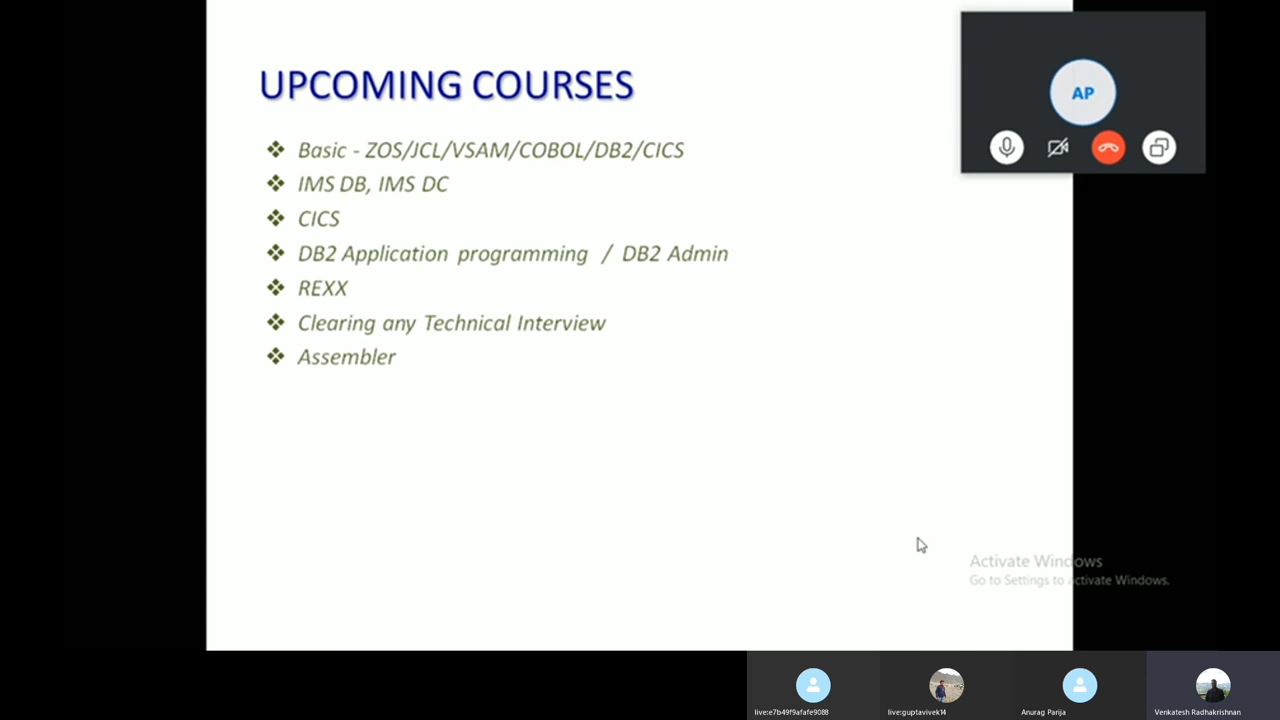 UPCOMING COURSES
Basic - ZOS/JCL/VSAM/COBOL/DB2/CICS
IMS DB, IMS DC
CICS
DB2 Application programming / DB2 Admin
REXX
Clearing any Technical Interview
Assembler
AP
Activate Windows
Go to Settings to activate Windows.
live:e7b49f9afafe9088
live:guptavivek14
Anurag Parija
Venkatesh Radhakrishnan